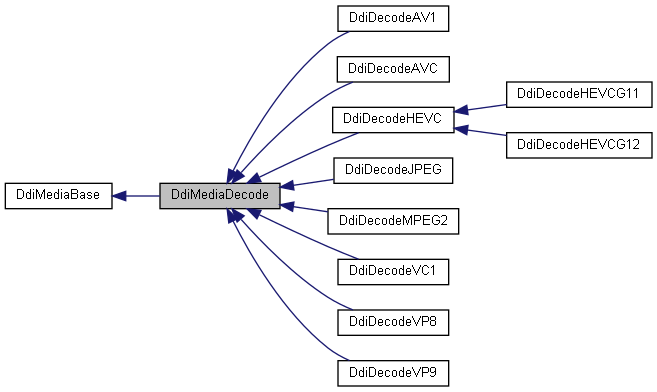 DdiDecodeAV1
DdiDecodeAVC
DdiDecodeHEVCG11
DdiDecodeHEVC
DdiDecodeHEVCG12
DdiDecodeJPEG
DdiMediaBase
DdiMediaDecode
DdiDecodeMPEG2
DdiDecodeVC1
DdiDecodeVP8
DdiDecodeVP9